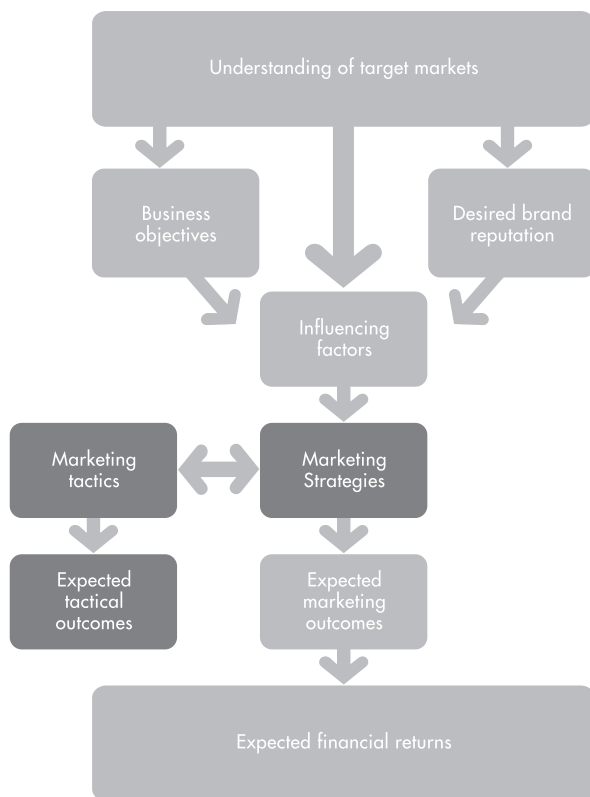 Understanding of target markets
Business
objectives
Desired brand
reputation
Influencing
factors
Marketing
tactics
Marketing
Strategies
Expected
tactical
outcomes
Expected
marketing
outcomes
Expected financial returns